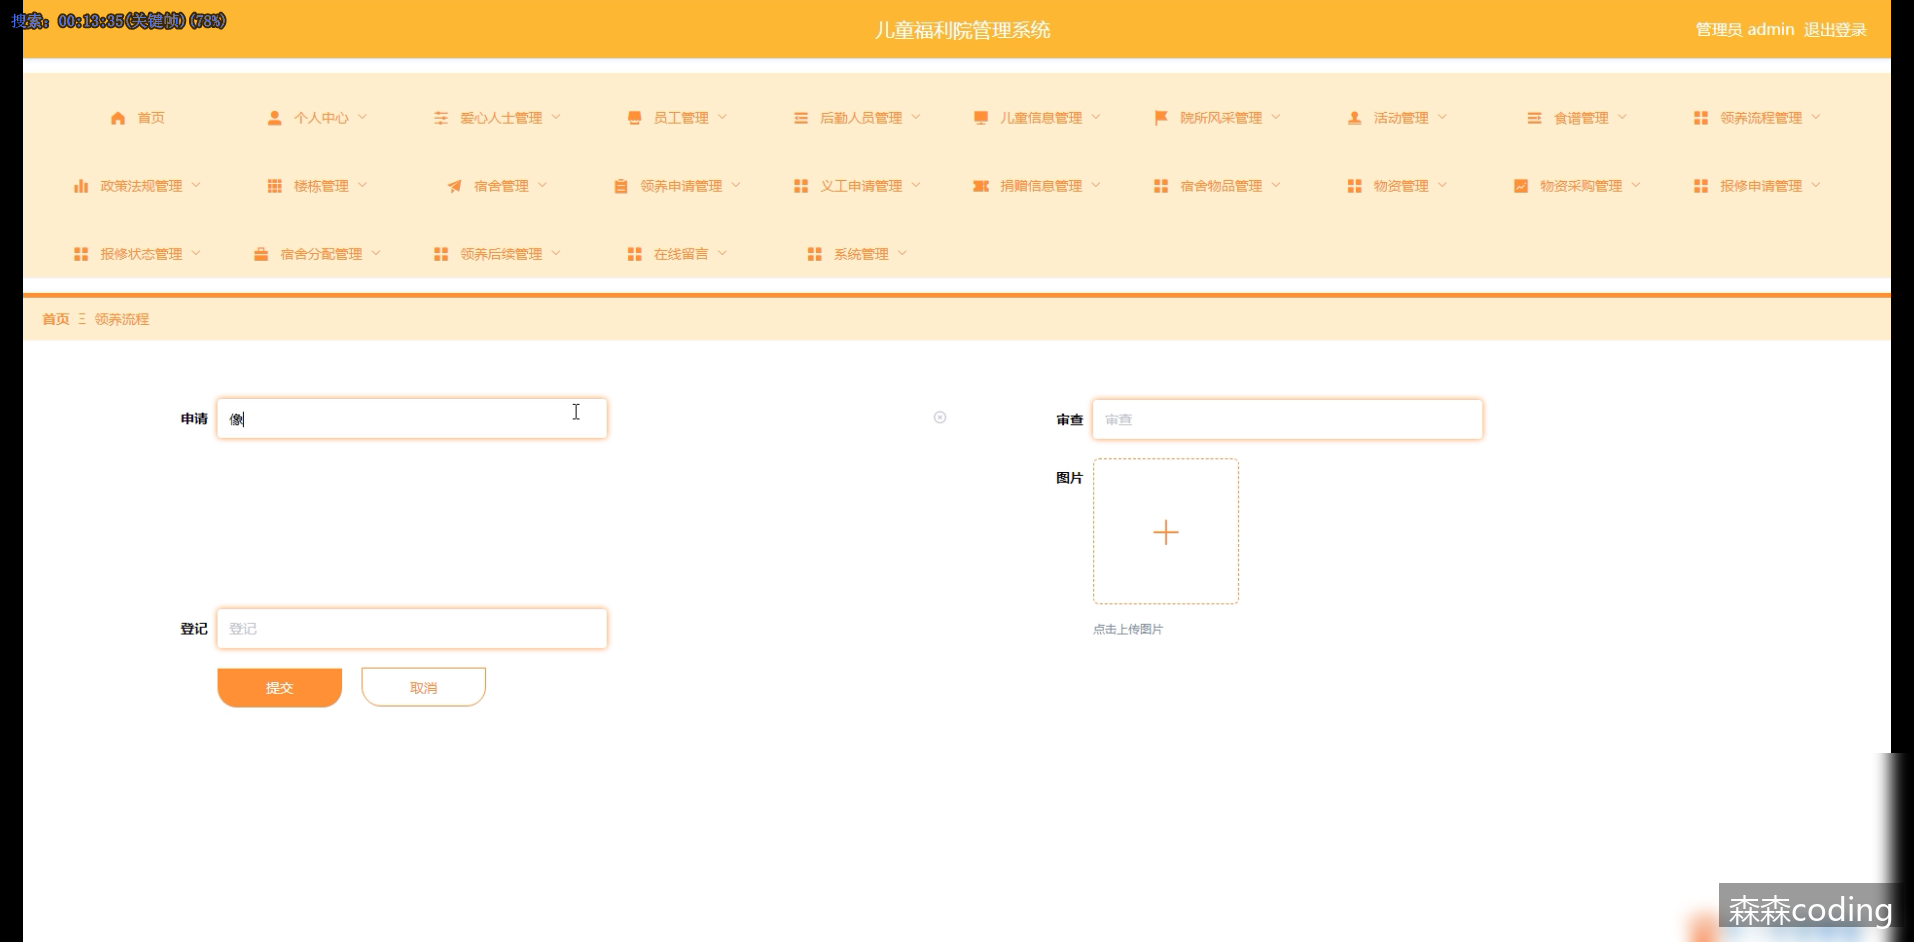 搜索：00:13:35(关键帧)(78%)
儿童福利院管理系统
管理员 admin 退出登录
首页 个人中心 爱心人士管理 员工管理 后勤人员管理 儿童信息管理 院所风采管理 活动管理 食谱管理 领养流程管理
政策法规管理 楼栋管理 宿舍管理 领养申请管理 义工申请管理 捐赠信息管理 宿舍物品管理 物资管理 物资采购管理 报修申请管理
报修状态管理 宿舍分配管理 领养后续管理 在线留言 系统管理
首页 Ξ 领养流程
申请 像 审查 审查
图片
登记 登记 点击上传图片
提交 取消
森森coding